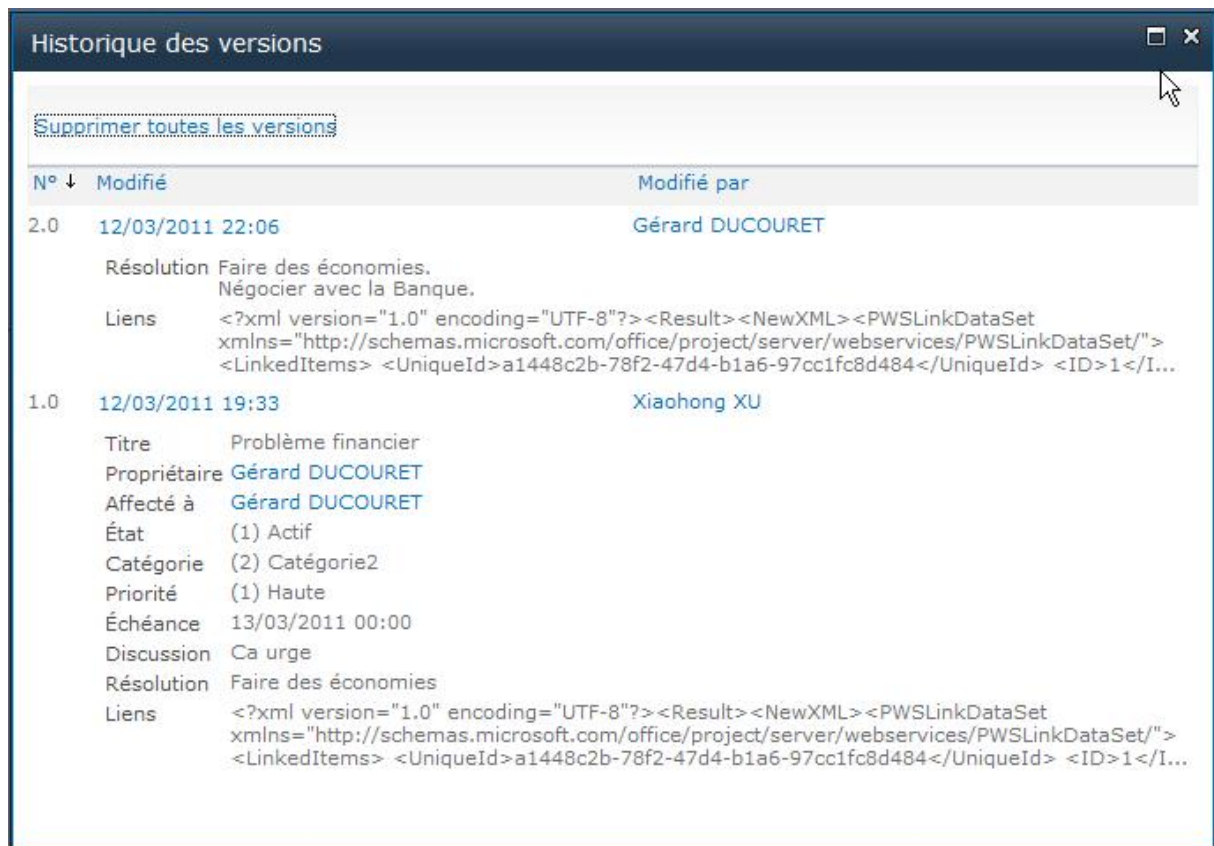 Historique des versions
Supprimer toutes les versions
N° ↓ Modifié Modifié par
2.0 12/03/2011 22:06 Gérard DUCOURET
Résolution Faire des économies.
Négocier avec la Banque.
Liens <?xml version="1.0" encoding="UTF-8"?><Result><NewXML><PWSLinkDataSet
xmlns="http://schemas.microsoft.com/office/project/server/webservices/PWSLinkDataSet/">
<LinkedItems> <UniqueId>a1448c2b-78f2-47d4-b1a6-97cc1fc8d484</UniqueId> <ID>1</I...
1.0 12/03/2011 19:33 Xiaohong XU
Titre Problème financier
Propriétaire Gérard DUCOURET
Affecté à Gérard DUCOURET
État (1) Actif
Catégorie (2) Catégorie2
Priorité (1) Haute
Échéance 13/03/2011 00:00
Discussion Ca urge
Résolution Faire des économies
Liens <?xml version="1.0" encoding="UTF-8"?><Result><NewXML><PWSLinkDataSet
xmlns="http://schemas.microsoft.com/office/project/server/webservices/PWSLinkDataSet/">
<LinkedItems> <UniqueId>a1448c2b-78f2-47d4-b1a6-97cc1fc8d484</UniqueId> <ID>1</I...